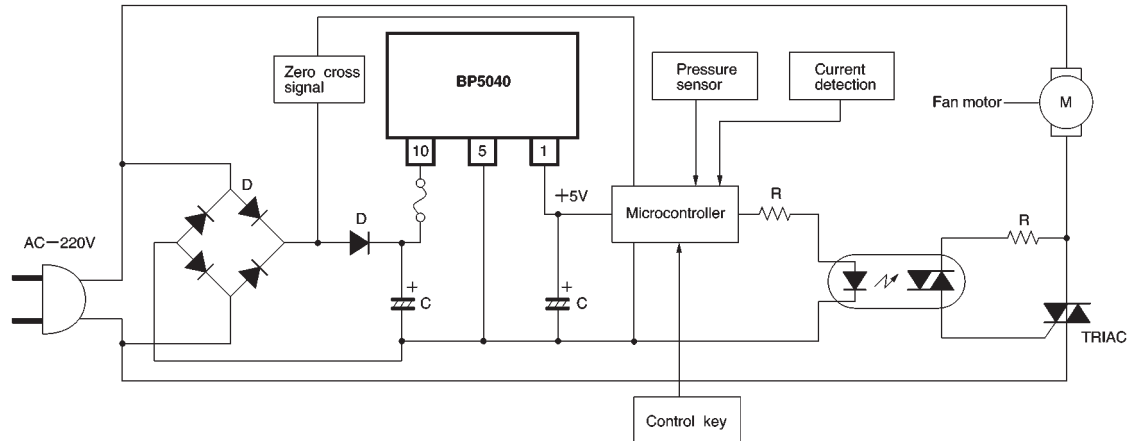 Zero cross
signal
BP5040
10
5
1
Pressure
sensor
Current
detection
Fan motor
M
D
D
+5V
Microcontroller
R
R
AC−220V
+
C
+
C
TRIAC
Control key